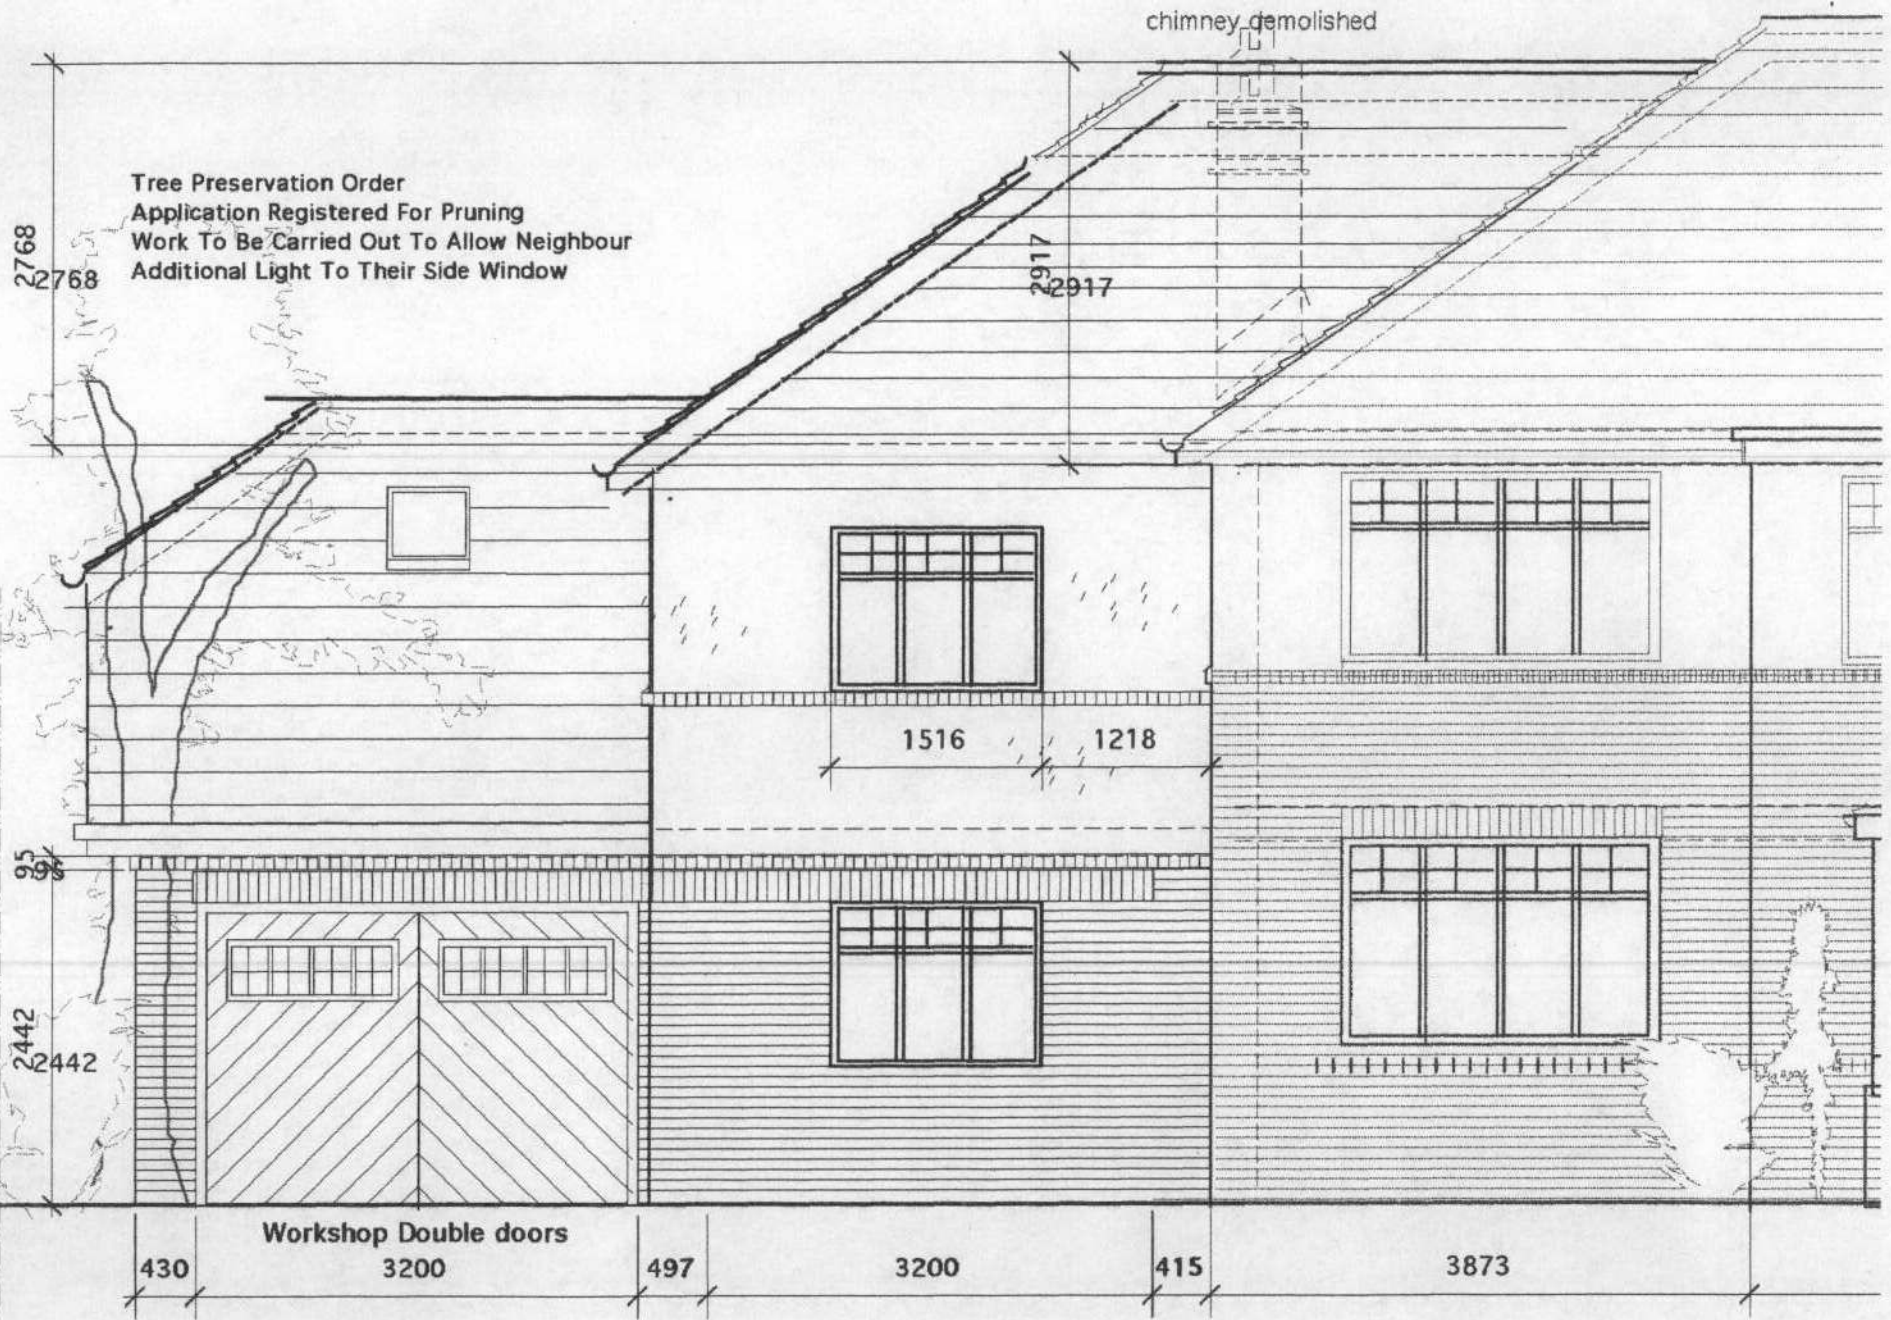 chimney demolished
Tree Preservation Order
Application Registered For Pruning
Work To Be Carried Out To Allow Neighbour
Additional Light To Their Side Window
2768
2768
2917
2917
1516
1218
95
95
2442
2442
Workshop Double doors
430
3200
497
3200
415
3873